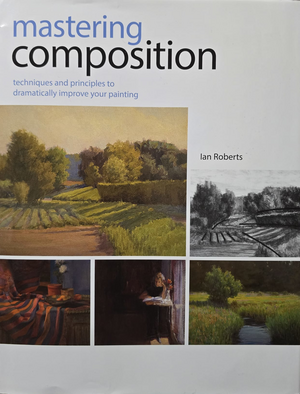 mastering
composition
techniques and principles to
dramatically improve your painting
Ian Roberts